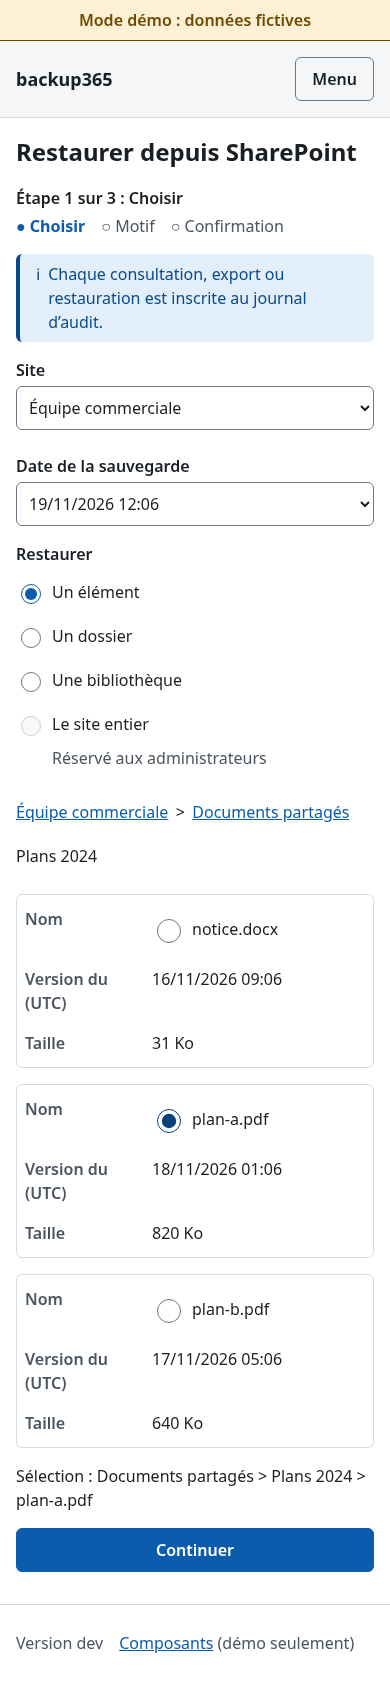 Mode démo : données fictives
backup365
Menu
Restaurer depuis SharePoint
Étape 1 sur 3 : Choisir
● Choisir ○ Motif ○ Confirmation
i Chaque consultation, export ou
restauration est inscrite au journal
d’audit.
Site
Équipe commerciale
Date de la sauvegarde
19/11/2026 12:06
Restaurer
Un élément
Un dossier
Une bibliothèque
Le site entier
Réservé aux administrateurs
Équipe commerciale > Documents partagés
Plans 2024
Nom notice.docx
Version du 16/11/2026 09:06
(UTC)
Taille 31 Ko
Nom plan-a.pdf
Version du 18/11/2026 01:06
(UTC)
Taille 820 Ko
Nom plan-b.pdf
Version du 17/11/2026 05:06
(UTC)
Taille 640 Ko
Sélection : Documents partagés > Plans 2024 >
plan-a.pdf
Continuer
Version dev Composants (démo seulement)